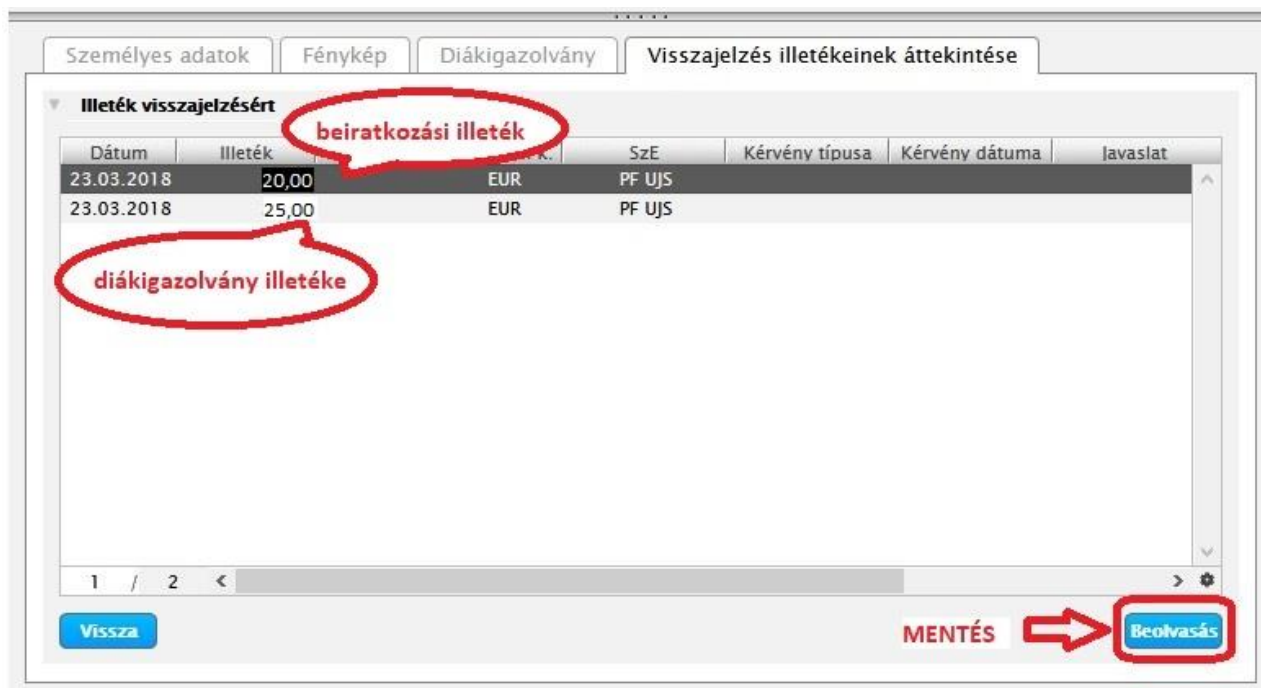 Személyes adatok Fénykép Diákigazolvány Visszajelzés illetékeinek áttekintése
Illeték visszajelzésért
beiratkozási illeték
Dátum Illeték k. SzE Kérvény típusa Kérvény dátuma Javaslat
23.03.2018 20,00 EUR PF UJS
23.03.2018 25,00 EUR PF UJS
diákigazolvány illetéke
1 / 2
Vissza MENTÉS Beolvasás